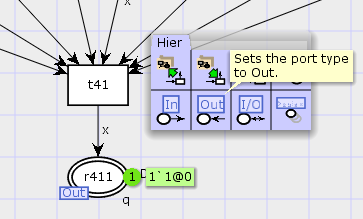 x
Hier
Sets the port type
to Out.
t41
In
Out
I/O
x
r411
1
1`1@0
Out
q